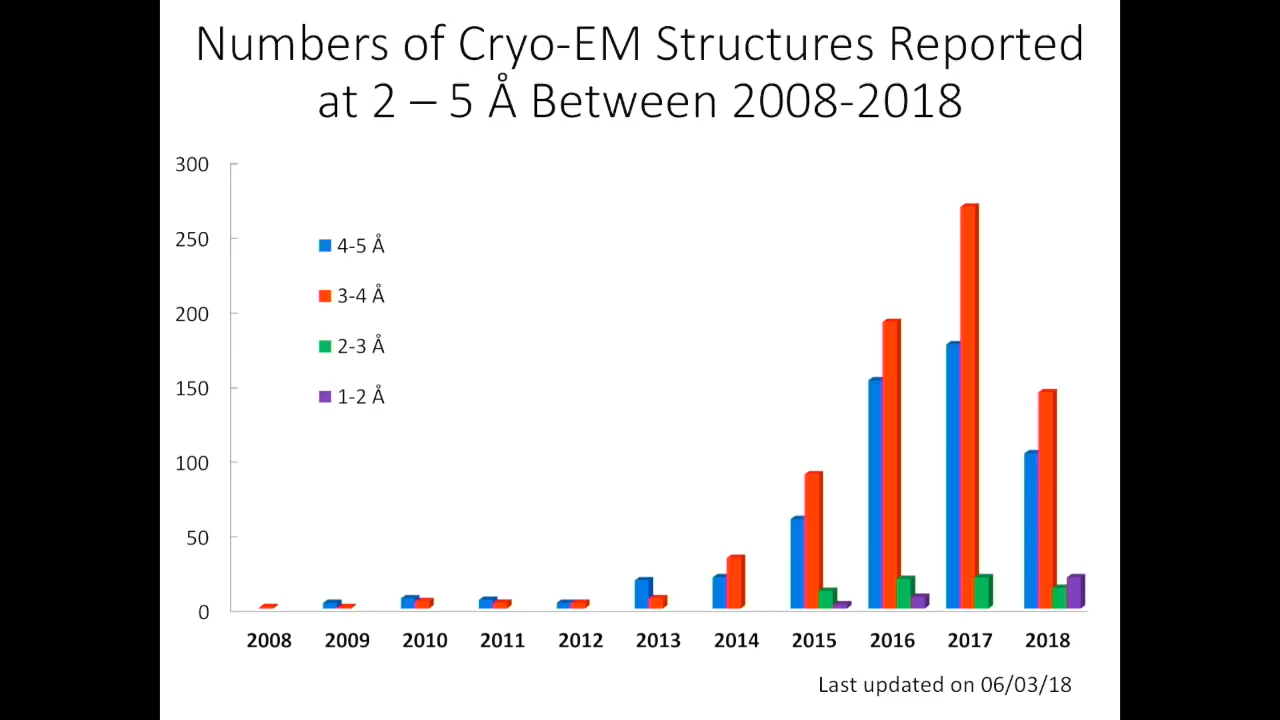 Numbers of Cryo-EM Structures Reported
at 2 – 5 Å Between 2008-2018
300
250
200
150
100
50
0
4-5 Å
3-4 Å
2-3 Å
1-2 Å
2008 2009 2010 2011 2012 2013 2014 2015 2016 2017 2018
Last updated on 06/03/18